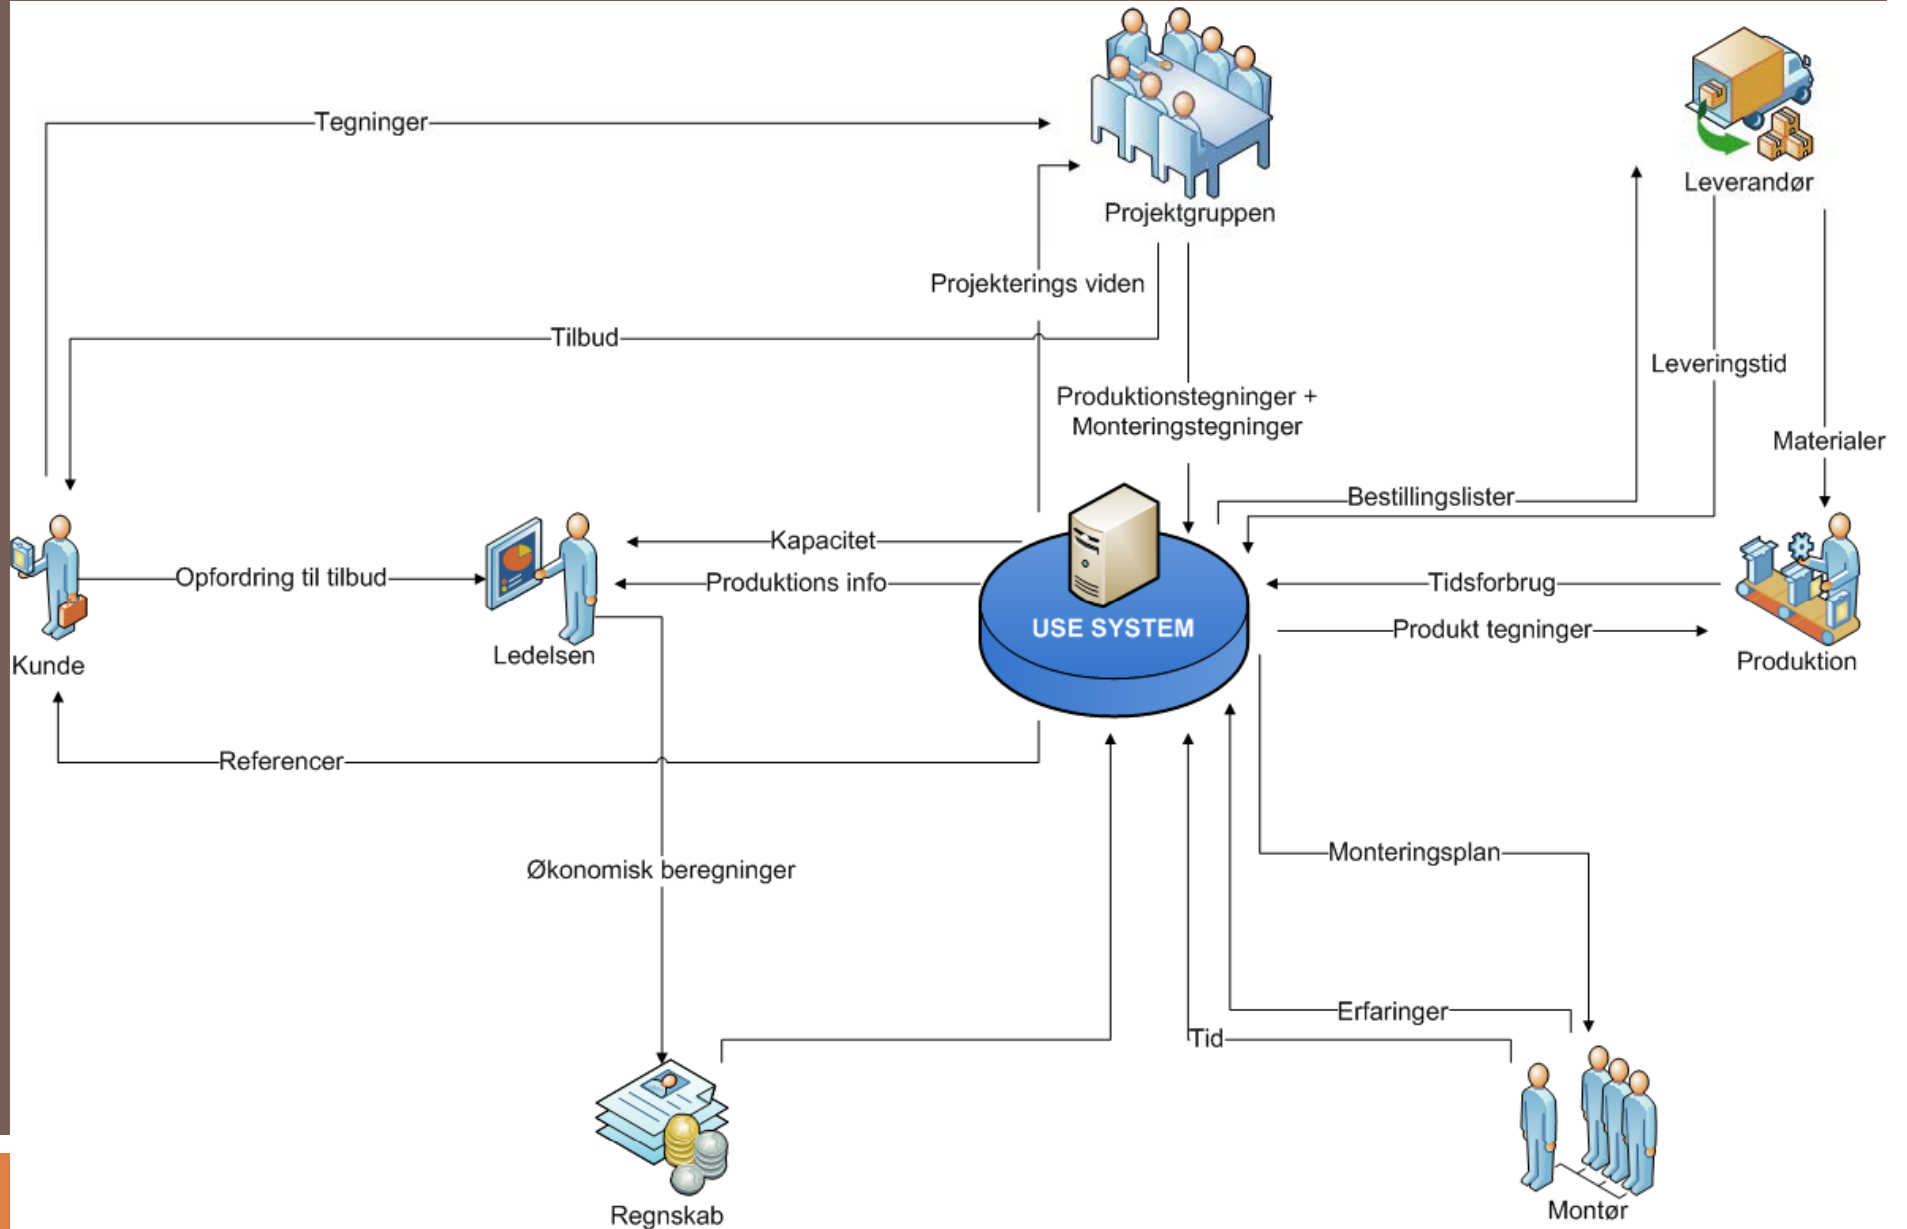 Tegninger
Leverandør
Projektgruppen
Projekterings viden
Tilbud
Leveringstid
Produktionstegninger +
Monteringstegninger
Materialer
Bestillingslister
Kapacitet
Opfordring til tilbud
Produktions info
Tidsforbrug
USE SYSTEM
Produkt tegninger
Kunde
Ledelsen
Produktion
Referencer
Økonomisk beregninger
Monteringsplan
Erfaringer
Tid
Regnskab
Montør